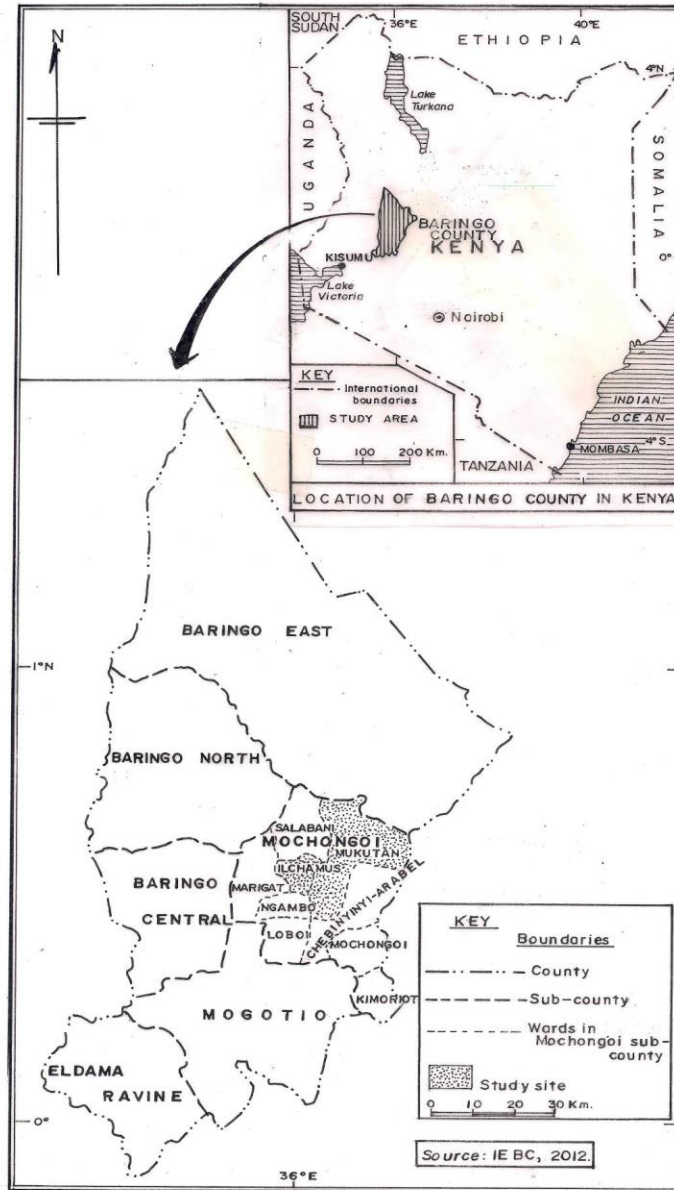 N
SOUTH
SUDAN
36°E
40°E
ETHIOPIA
4°N
Lake
Turkana
UGANDA
SOMALIA
BARINGO
COUNTY
KENYA
KISUMU
0°
Lake
Victoria
Nairobi
KEY
International
boundaries
STUDY AREA
0 100 200 Km.
INDIAN
OCEAN
4°S
MOMBASA
TANZANIA
LOCATION OF BARINGO COUNTY IN KENYA
BARINGO EAST
1°N
BARINGO NORTH
SALABANI
MOCHONGOI
MUKUTAN
ILCHAMUS
BARINGO
CENTRAL
MARIGAT
NGAMBO
CHEBINYINYI-ARABEL
LOBOI
MOCHONGOI
KIMORIOT
MOGOTIO
ELDAMA
RAVINE
0°
36°E
KEY
Boundaries
County
Sub-county
Wards in
Mochongoi sub-
county
Study site
0 10 20 30 Km.
Source: IEBC, 2012.